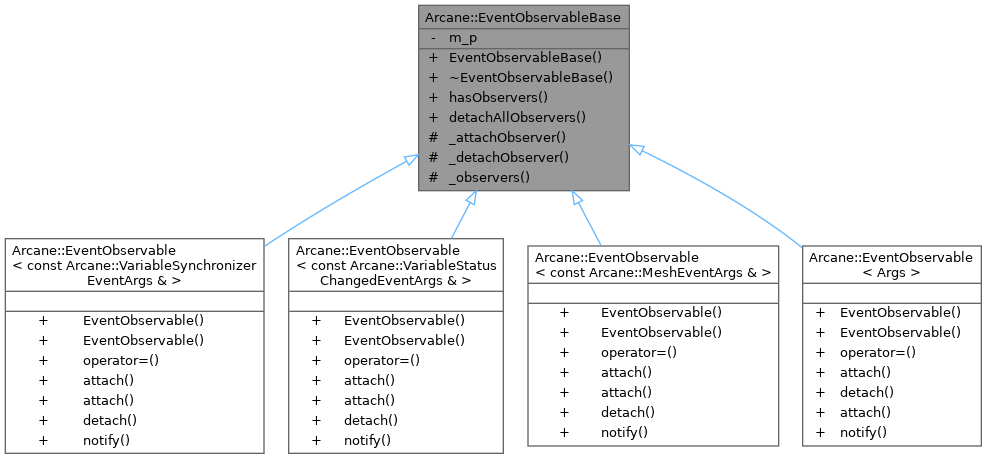 Arcane::EventObservableBase
- m_p
+ EventObservableBase()
+ ~EventObservableBase()
+ hasObservers()
+ detachAllObservers()
# _attachObserver()
# _detachObserver()
# _observers()
Arcane::EventObservable
< const Arcane::VariableSynchronizer
EventArgs & >
+ EventObservable()
+ EventObservable()
+ operator=()
+ attach()
+ attach()
+ detach()
+ notify()
Arcane::EventObservable
< const Arcane::VariableStatus
ChangedEventArgs & >
+ EventObservable()
+ EventObservable()
+ operator=()
+ attach()
+ attach()
+ detach()
+ notify()
Arcane::EventObservable
< const Arcane::MeshEventArgs & >
+ EventObservable()
+ EventObservable()
+ operator=()
+ attach()
+ attach()
+ detach()
+ notify()
Arcane::EventObservable
< Args >
+ EventObservable()
+ EventObservable()
+ operator=()
+ attach()
+ detach()
+ attach()
+ notify()